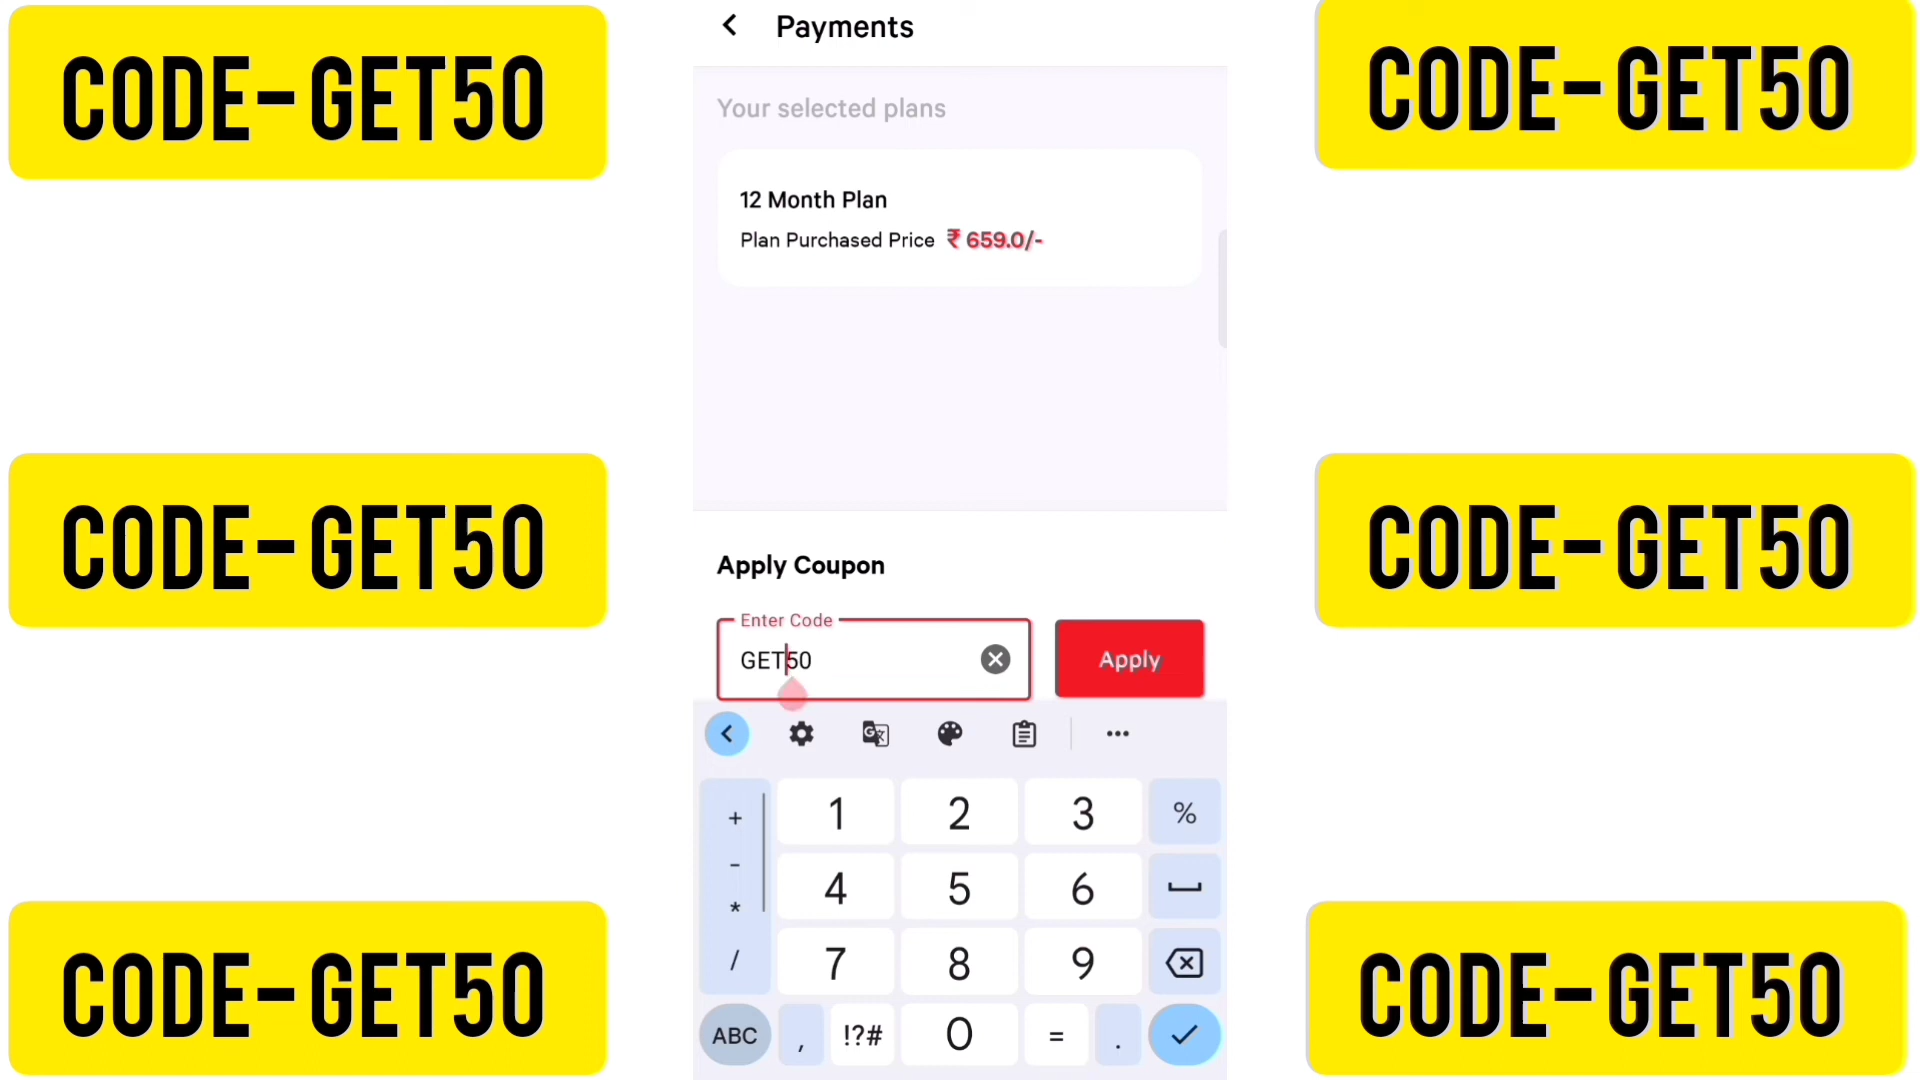 CODE-GET50
CODE-GET50
Payments
Your selected plans
12 Month Plan
Plan Purchased Price ₹ 659.0/-
CODE-GET50
CODE-GET50
Apply Coupon
Enter Code
GET50
Apply
+ 1 2 3 %
-
4 5 6
*
/ 7 8 9
ABC , !?# 0 = .
CODE-GET50
CODE-GET50